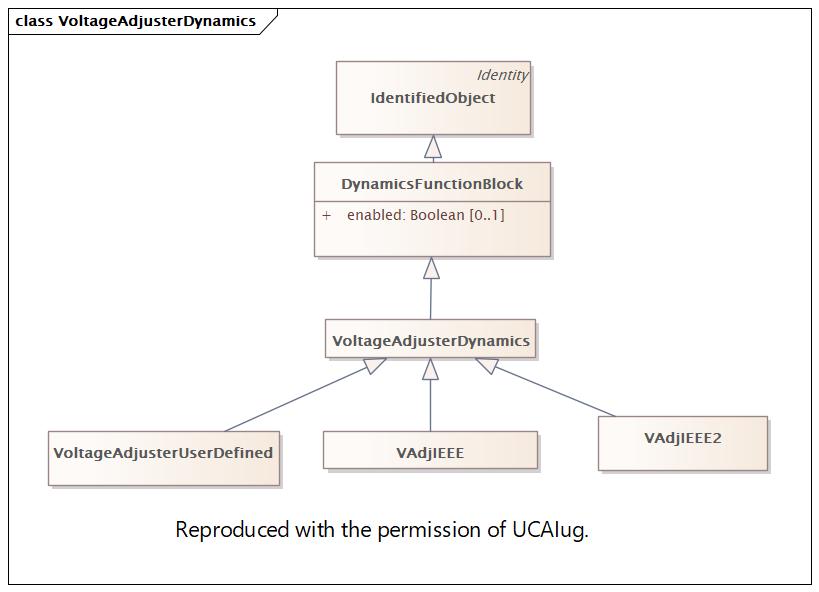 class VoltageAdjusterDynamics
Identity
IdentifiedObject
DynamicsFunctionBlock
+ enabled: Boolean [0..1]
VoltageAdjusterDynamics
VoltageAdjusterUserDefined
VAdjIEEE
VAdjIEEE2
Reproduced with the permission of UCAIug.